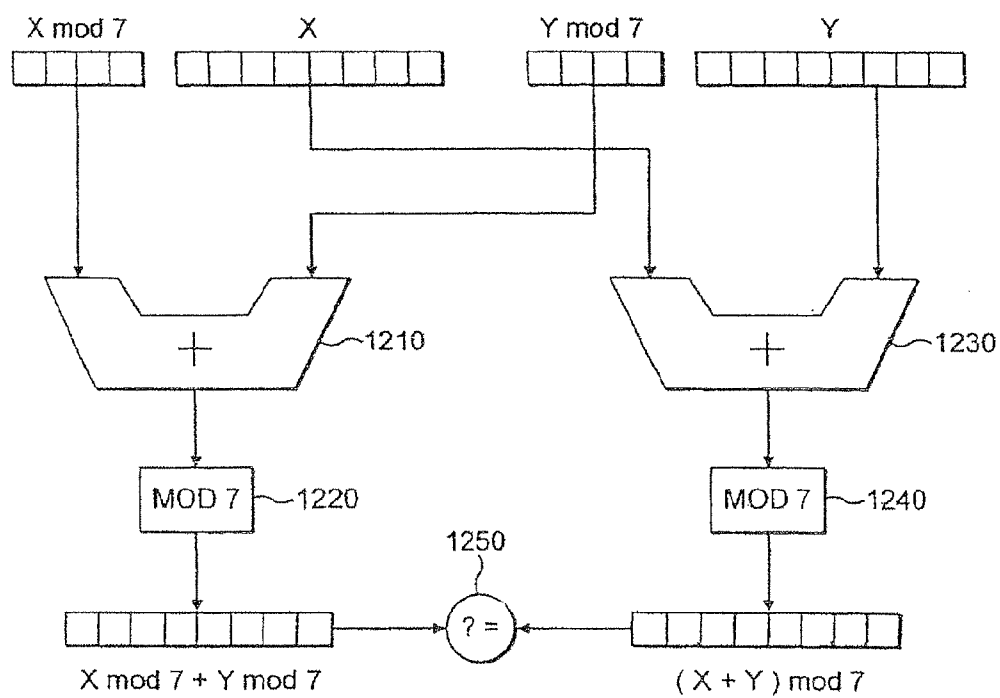 X mod 7
X
Y mod 7
Y
+
1210
+
1230
MOD 7
1220
MOD 7
1240
1250
? =
X mod 7 + Y mod 7
( X + Y ) mod 7